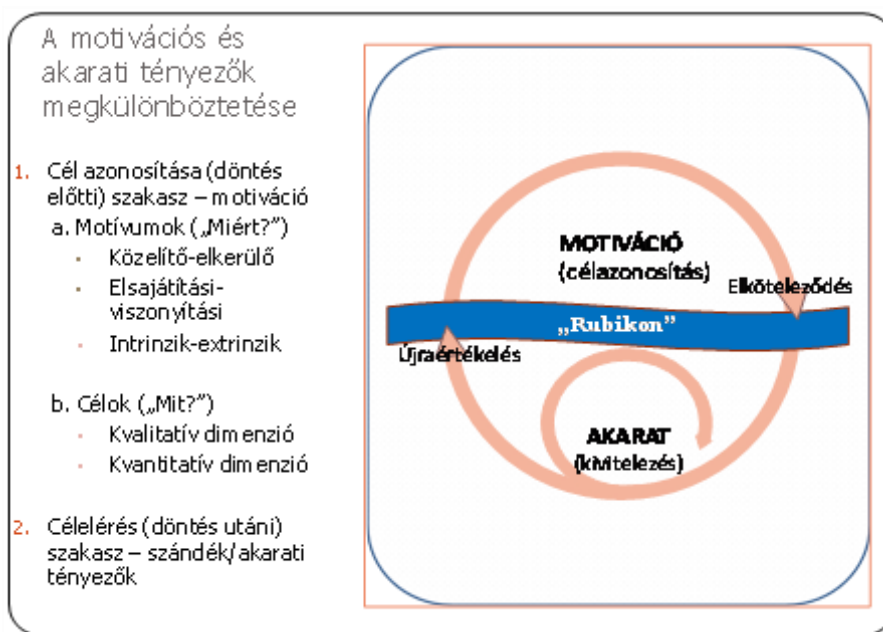 A motivációs és
akarati tényezők
megkülönböztetése
1. Cél azonosítása (döntés
előtti) szakasz – motiváció
a. Motívumok („Miért?”)
· Közelítő-elkerülő
· Elsajátítási-
viszonyítási
· Intrinzik-extrinzik
b. Célok („Mit?”)
· Kvalitatív dimenzió
· Kvantitatív dimenzió
2. Célelérés (döntés utáni)
szakasz – szándék/akarati
tényezők
MOTIVÁCIÓ
(célazonosítás)
Elköteleződés
„Rubikon”
Újraértékelés
AKARAT
(kivitelezés)